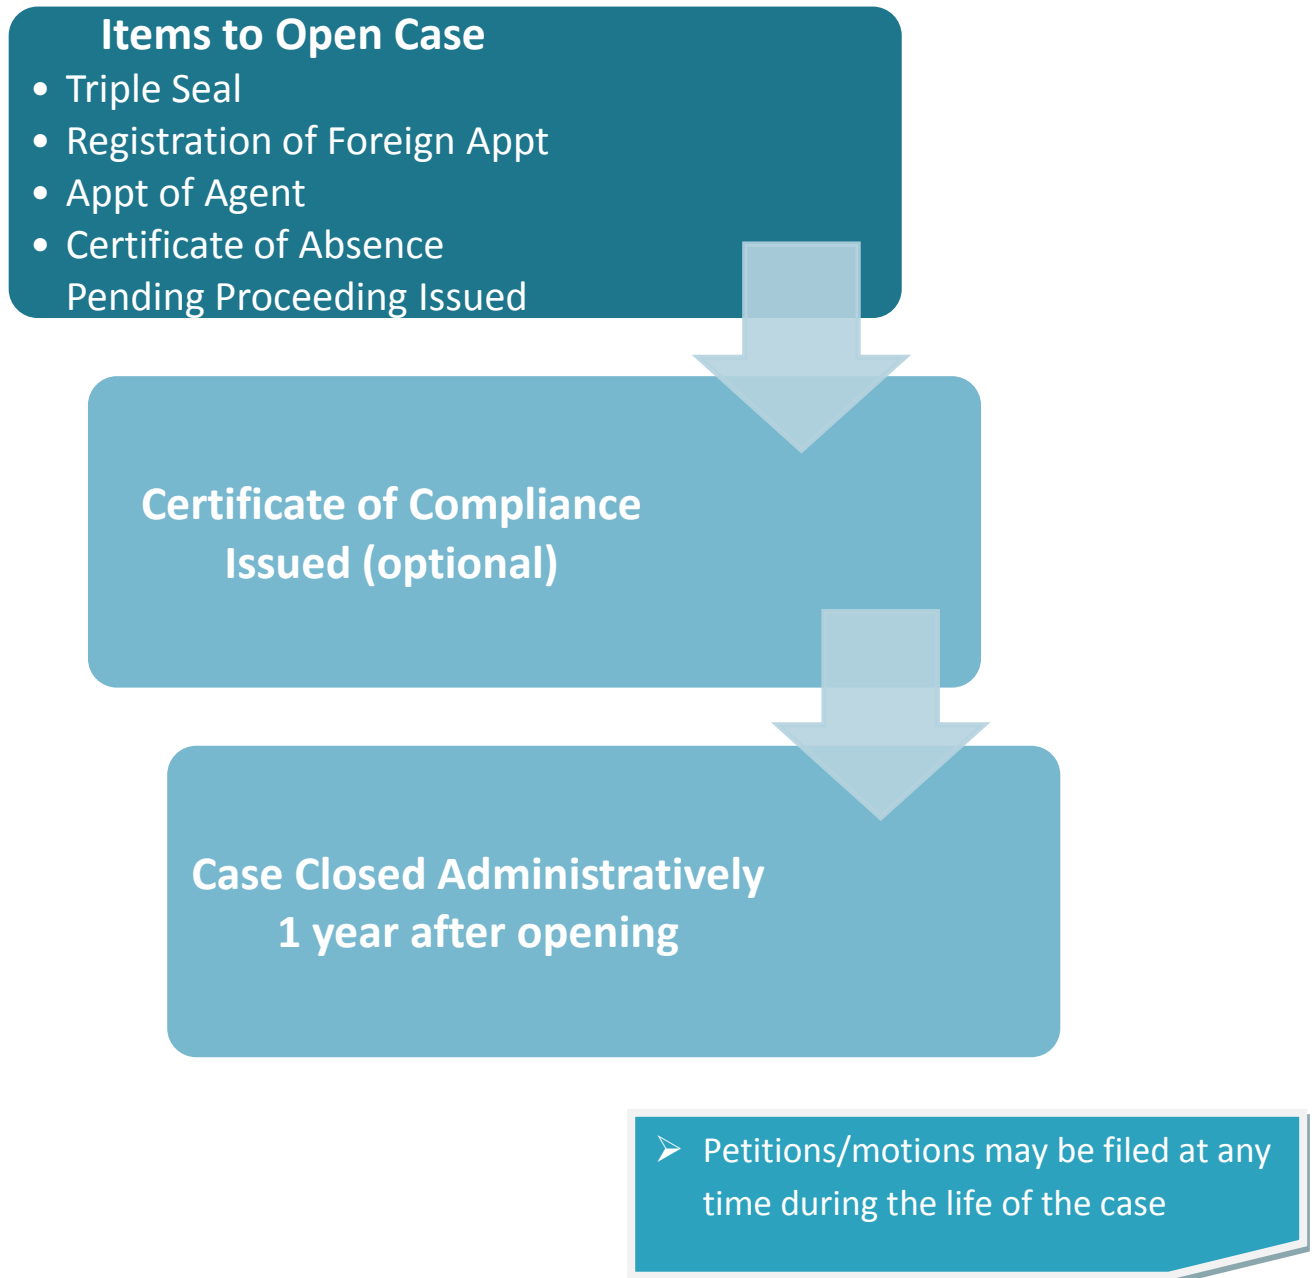 Items to Open Case
• Triple Seal
• Registration of Foreign Appt
• Appt of Agent
• Certificate of Absence
Pending Proceeding Issued
Certificate of Compliance
Issued (optional)
Case Closed Administratively
1 year after opening
➢ Petitions/motions may be filed at any
time during the life of the case